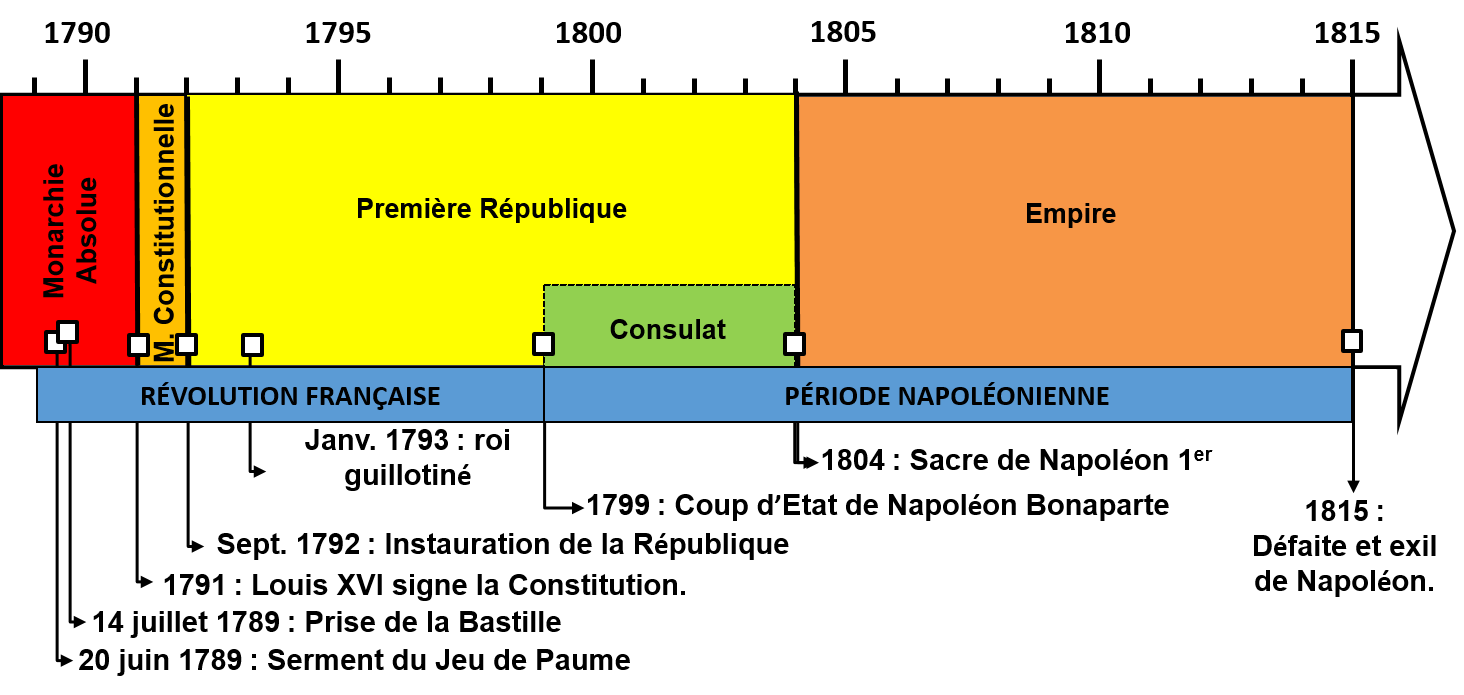 1790 1795 1800 1805 1810 1815
Monarchie
Absolue
M. Constitutionnelle
Première République
Empire
Consulat
RÉVOLUTION FRANÇAISE
PÉRIODE NAPOLÉONIENNE
Janv. 1793 : roi
guillotiné
1804 : Sacre de Napoléon 1er
1799 : Coup d’Etat de Napoléon Bonaparte
1815 :
Défaite et exil
de Napoléon.
Sept. 1792 : Instauration de la République
1791 : Louis XVI signe la Constitution.
14 juillet 1789 : Prise de la Bastille
20 juin 1789 : Serment du Jeu de Paume